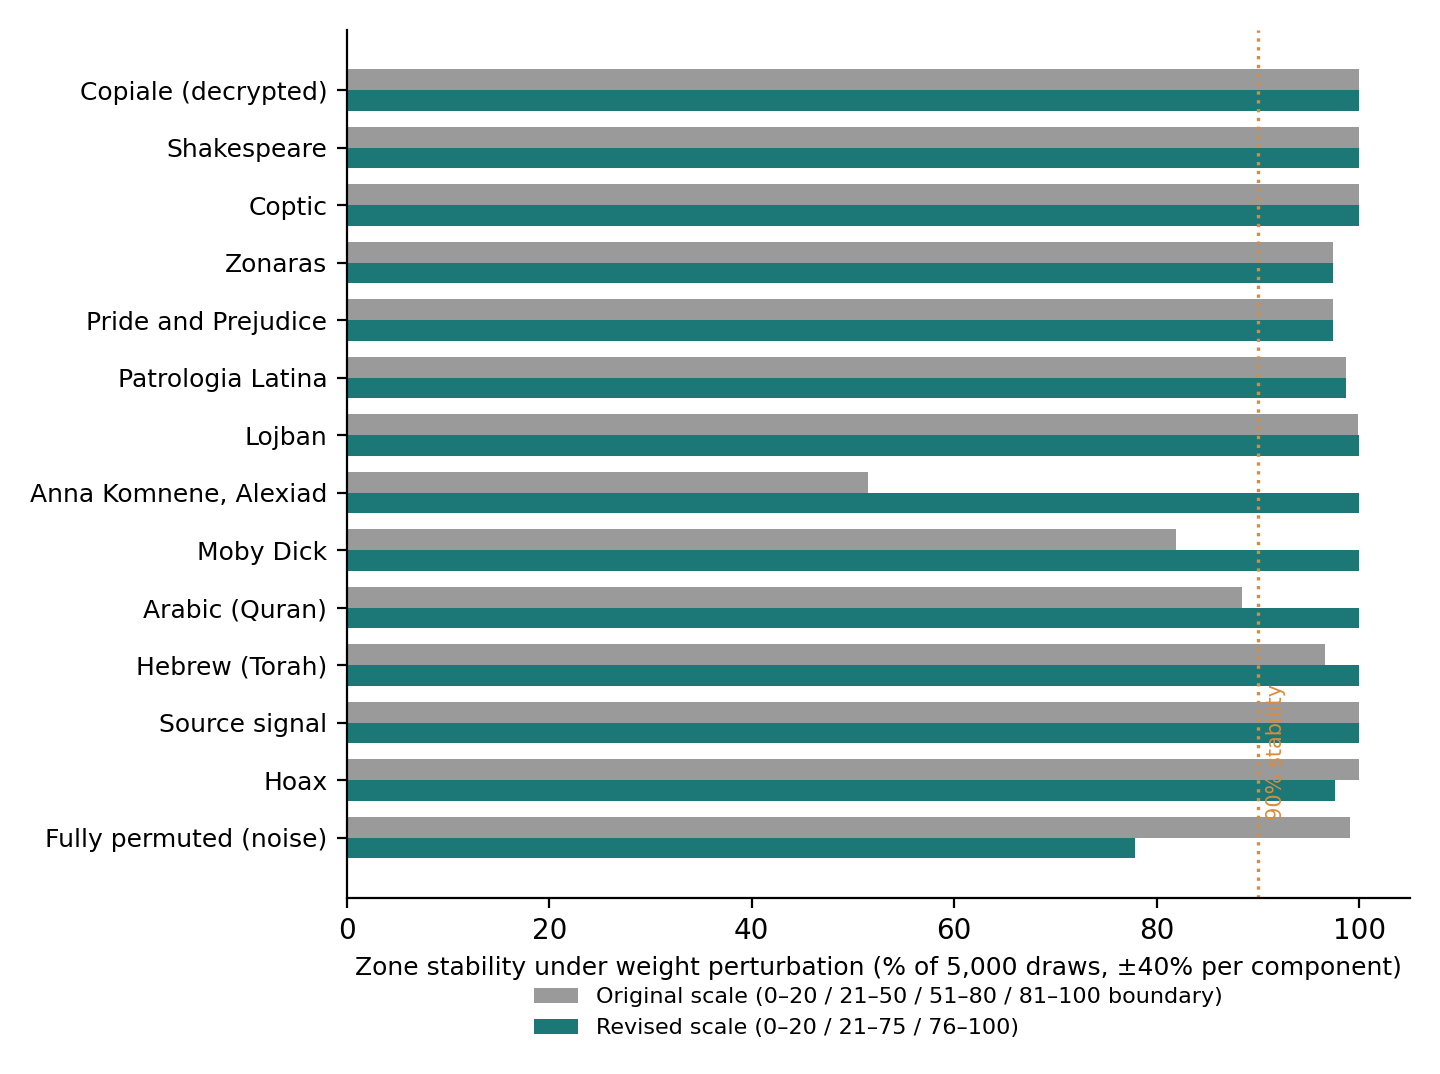 Copiale (decrypted)
Shakespeare
Coptic
Zonaras
Pride and Prejudice
Patrologia Latina
Lojban
Anna Komnene, Alexiad
Moby Dick
Arabic (Quran)
Hebrew (Torah)
Source signal
Hoax
Fully permuted (noise)
90% stability
0 20 40 60 80 100
Zone stability under weight perturbation (% of 5,000 draws, ±40% per component)
Original scale (0–20 / 21–50 / 51–80 / 81–100 boundary)
Revised scale (0–20 / 21–75 / 76–100)